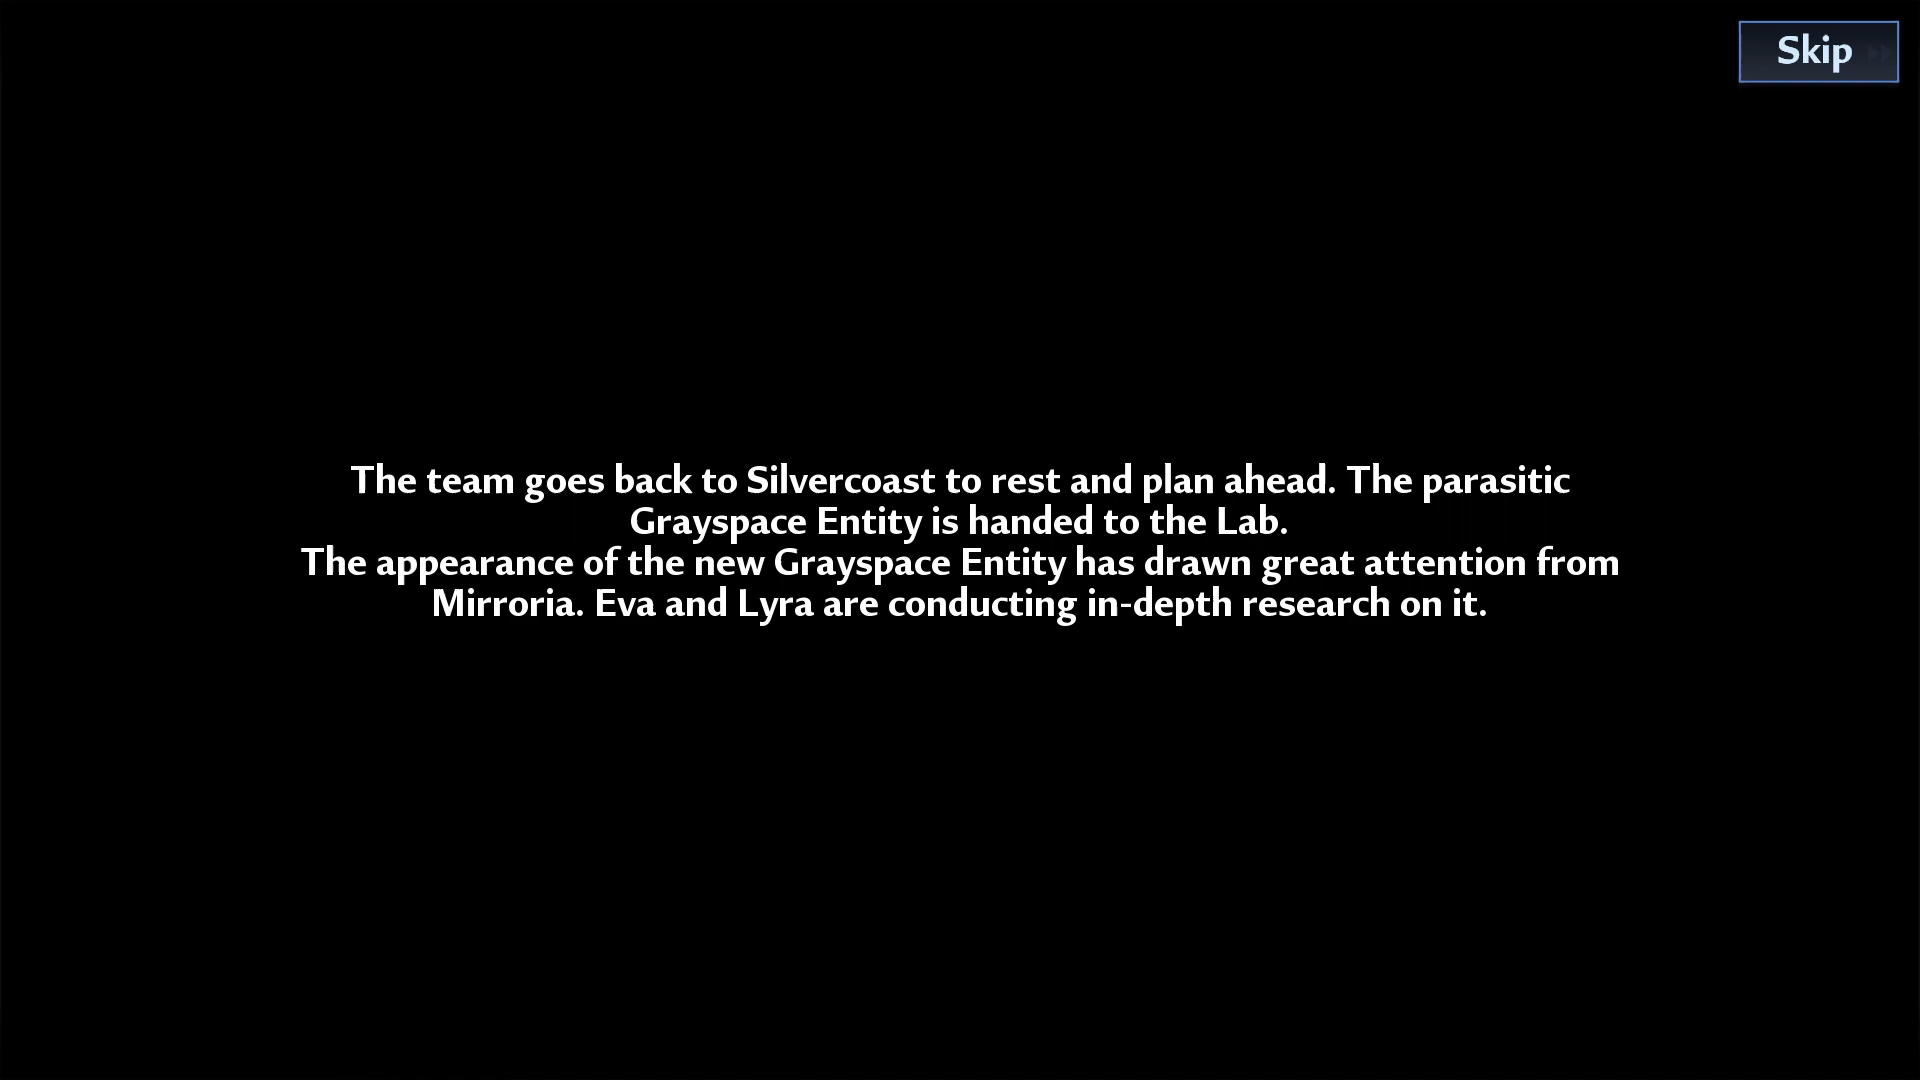 Skip
The team goes back to Silvercoast to rest and plan ahead. The parasitic
Grayspace Entity is handed to the Lab.
The appearance of the new Grayspace Entity has drawn great attention from
Mirroria. Eva and Lyra are conducting in-depth research on it.